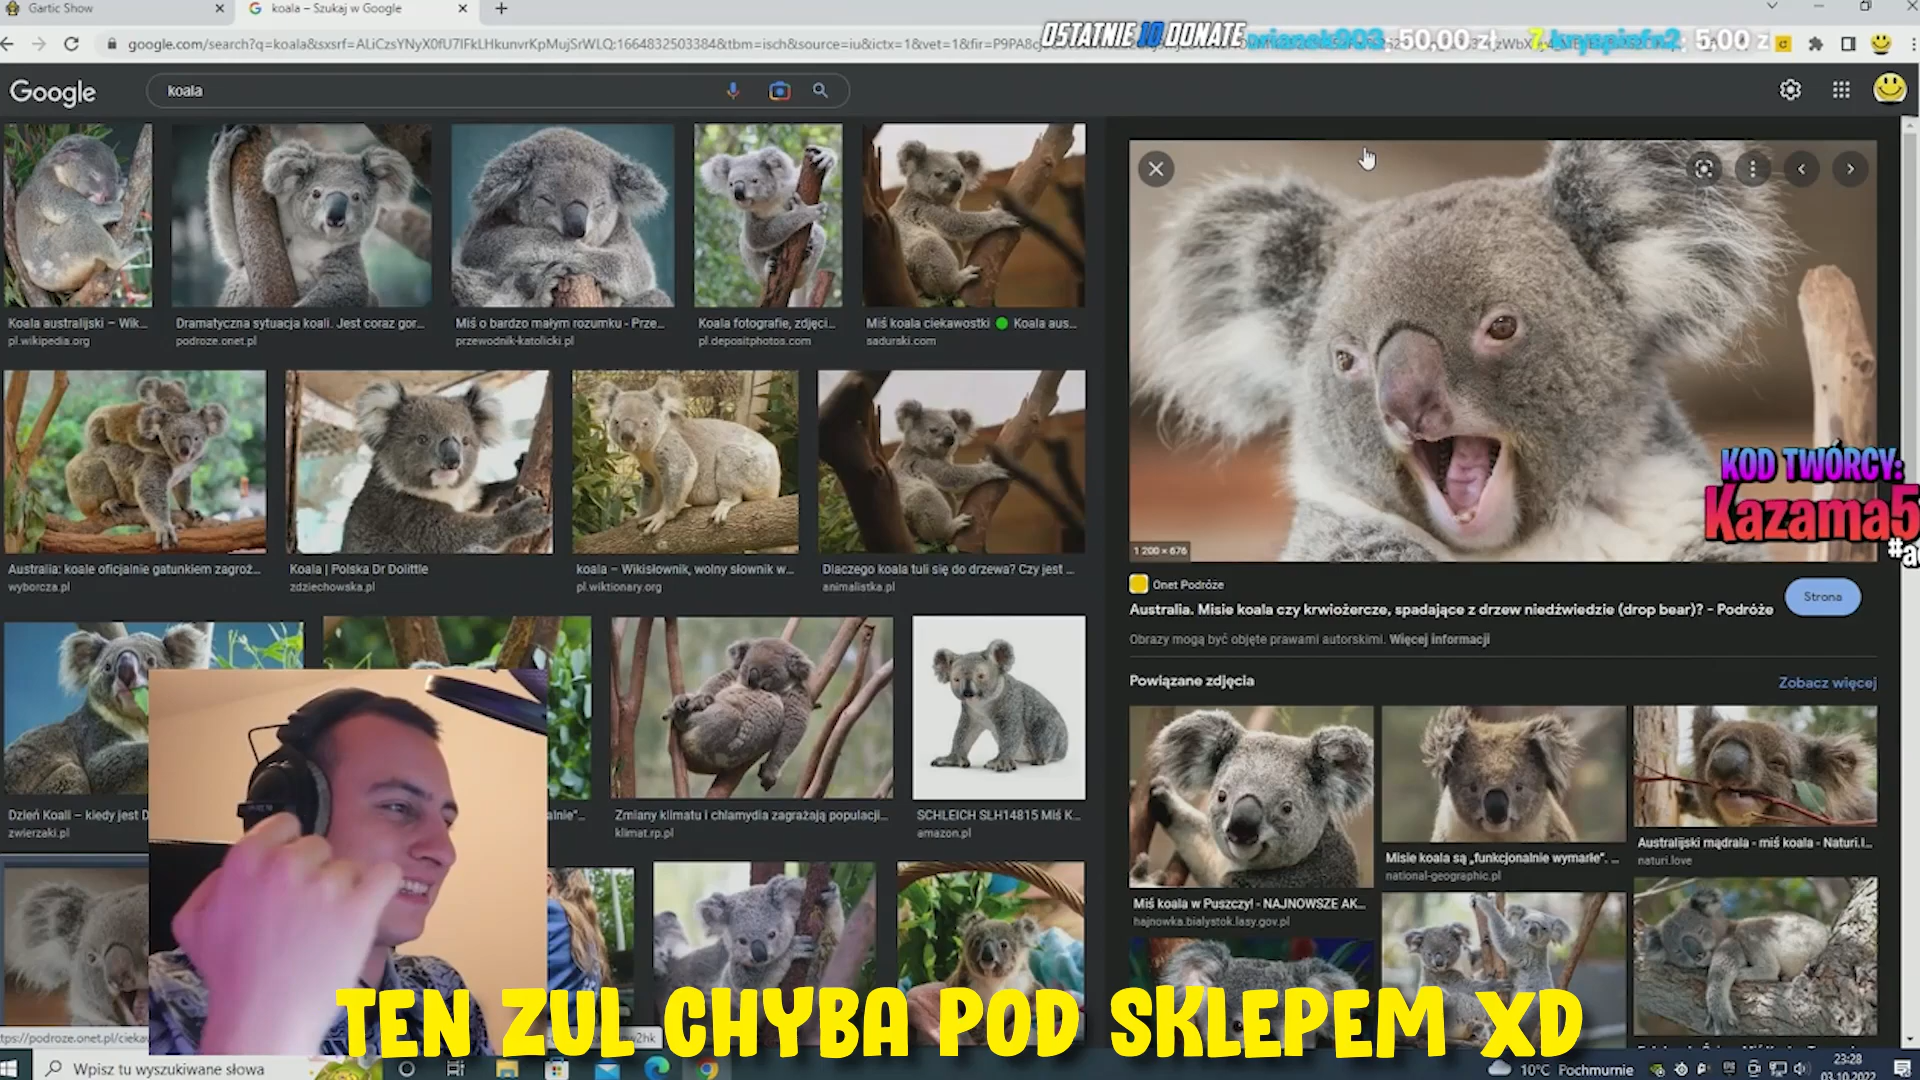 Gartic Show
koala – Szukaj w Google
OSTATNIE 10 DONATE
50,00 zł
5,00 z
Google
koala
Koala australijski – Wik...
pl.wikipedia.org
Dramatyczna sytuacja koali. Jest coraz gor...
podroze.onet.pl
Miś o bardzo małym rozumku - Prze...
przewodnik-katolicki.pl
Koala fotografie, zdjęci...
pl.depositphotos.com
Miś koala ciekawostki Koala aus...
sadurski.com
Australia: koale oficjalnie gatunkiem zagroż...
wyborcza.pl
Koala | Polska Dr Dolittle
zdziechowska.pl
koala – Wikisłownik, wolny słownik w...
pl.wiktionary.org
Dlaczego koala tuli się do drzewa? Czy jest ...
animalistka.pl
KOD TWÓRCY:
Kazama5
#a
1 200 × 676
Onet Podróże
Australia. Misie koala czy krwiożercze, spadające z drzew niedźwiedzie (drop bear)? - Podróże
Strona
Obrazy mogą być objęte prawami autorskimi. Więcej informacji
Powiązane zdjęcia
Zobacz więcej
Dzień Koali – kiedy jest D
zwierzaki.pl
alnie"...
Zmiany klimatu i chlamydia zagrażają populacji...
klimat.rp.pl
SCHLEICH SLH14815 Miś K...
amazon.pl
Miś koala w Puszczy! - NAJNOWSZE AK...
hajnowka.bialystok.lasy.gov.pl
Misie koala są „funkcjonalnie wymarłe". ...
national-geographic.pl
Australijski mądrala - miś koala - Naturi.l...
naturi.love
TEN ZUL CHYBA POD SKLEPEM XD
ttps://podroze.onet.pl/cieka
Wpisz tu wyszukiwane słowa
10°C Pochmurnie
23:28
03.10.2022